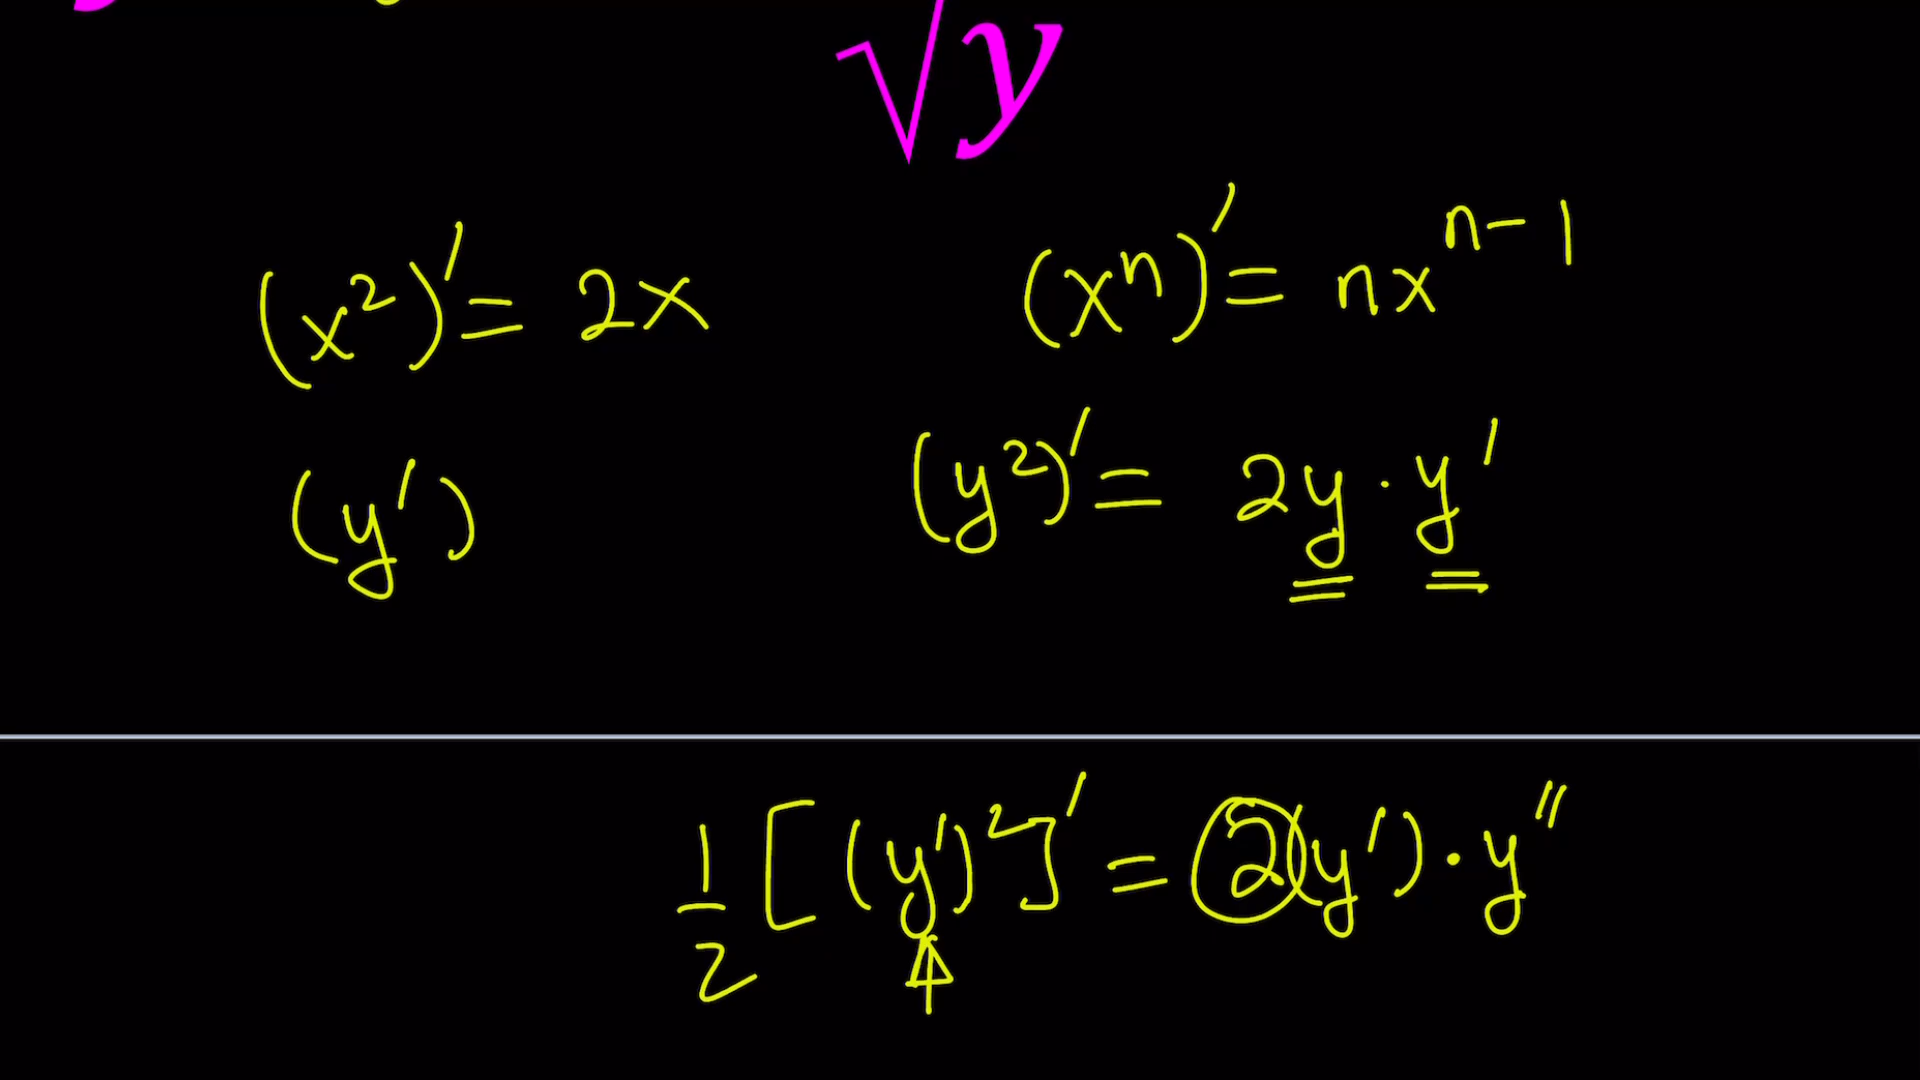 √y
(x²)' = 2x
(xⁿ)' = nxⁿ⁻¹
(y')
(y²)' = 2y · y'
1/2 [(y')²]' = 2(y') · y''